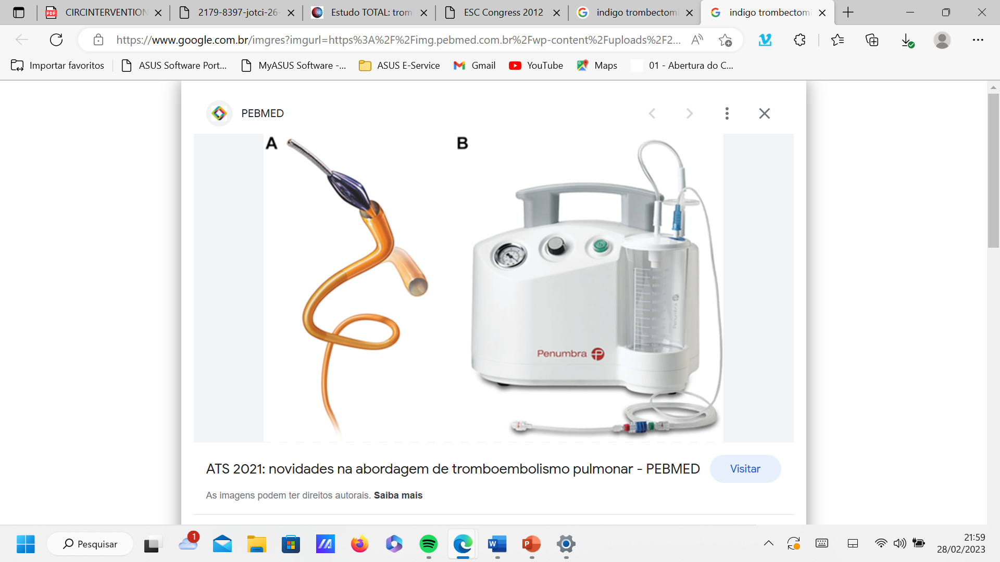 CIRCINTERVENTION
2179-8397-jotci-26-
Estudo TOTAL: trom
ESC Congress 2012
indigo trombectomi
indigo trombectomi
https://www.google.com.br/imgres?imgurl=https%3A%2F%2Fimg.pebmed.com.br%2Fwp-content%2Fuploads%2F2...
Importar favoritos
ASUS Software Port...
MyASUS Software -...
ASUS E-Service
Gmail
YouTube
Maps
01 - Abertura do C...
PEBMED
A
B
Penumbra
Penumbra
ATS 2021: novidades na abordagem de tromboembolismo pulmonar - PEBMED
Visitar
As imagens podem ter direitos autorais. Saiba mais
1
Pesquisar
21:59
28/02/2023